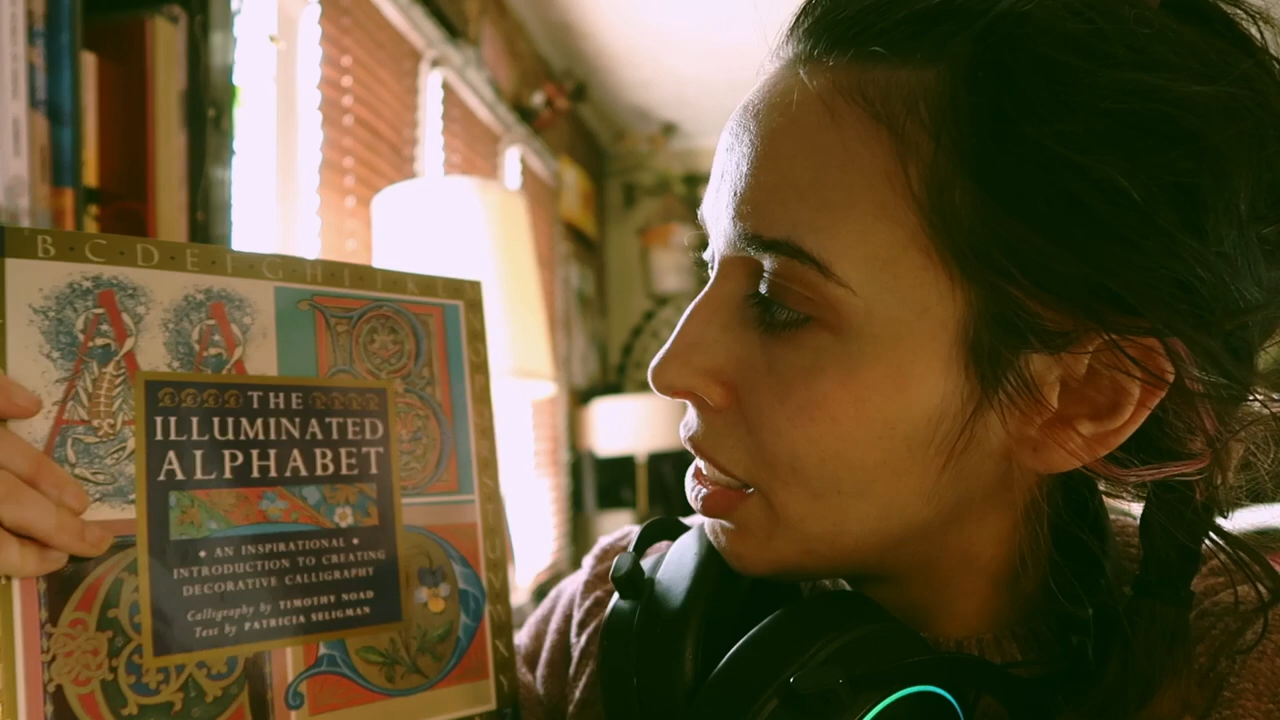 B·C·D·E·F·G·H·I·J·K·L
THE
ILLUMINATED
ALPHABET
• AN INSPIRATIONAL •
INTRODUCTION TO CREATING
DECORATIVE CALLIGRAPHY
Calligraphy by TIMOTHY NOAD
Text by PATRICIA SELIGMAN